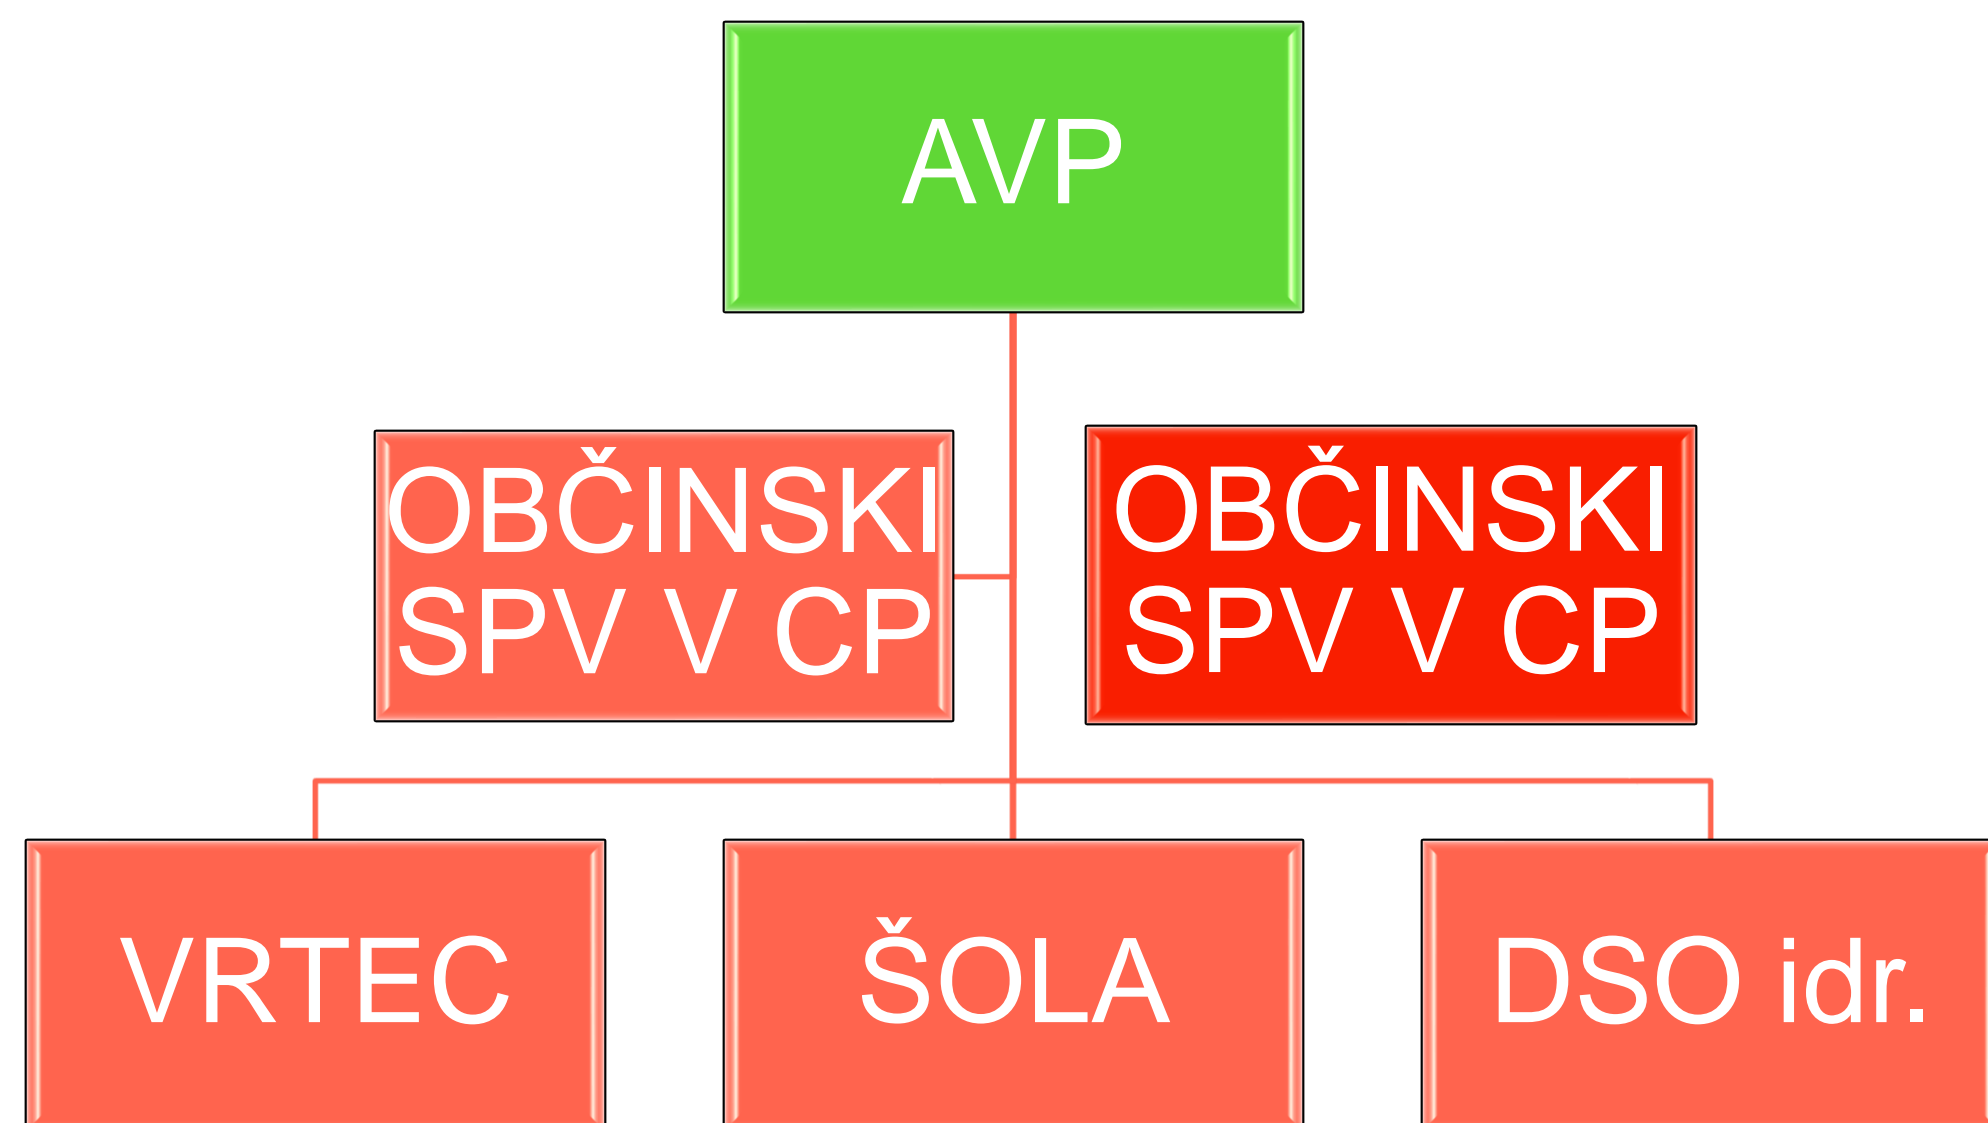 AVP
OBČINSKI
SPV V CP
OBČINSKI
SPV V CP
VRTEC
ŠOLA
DSO idr.